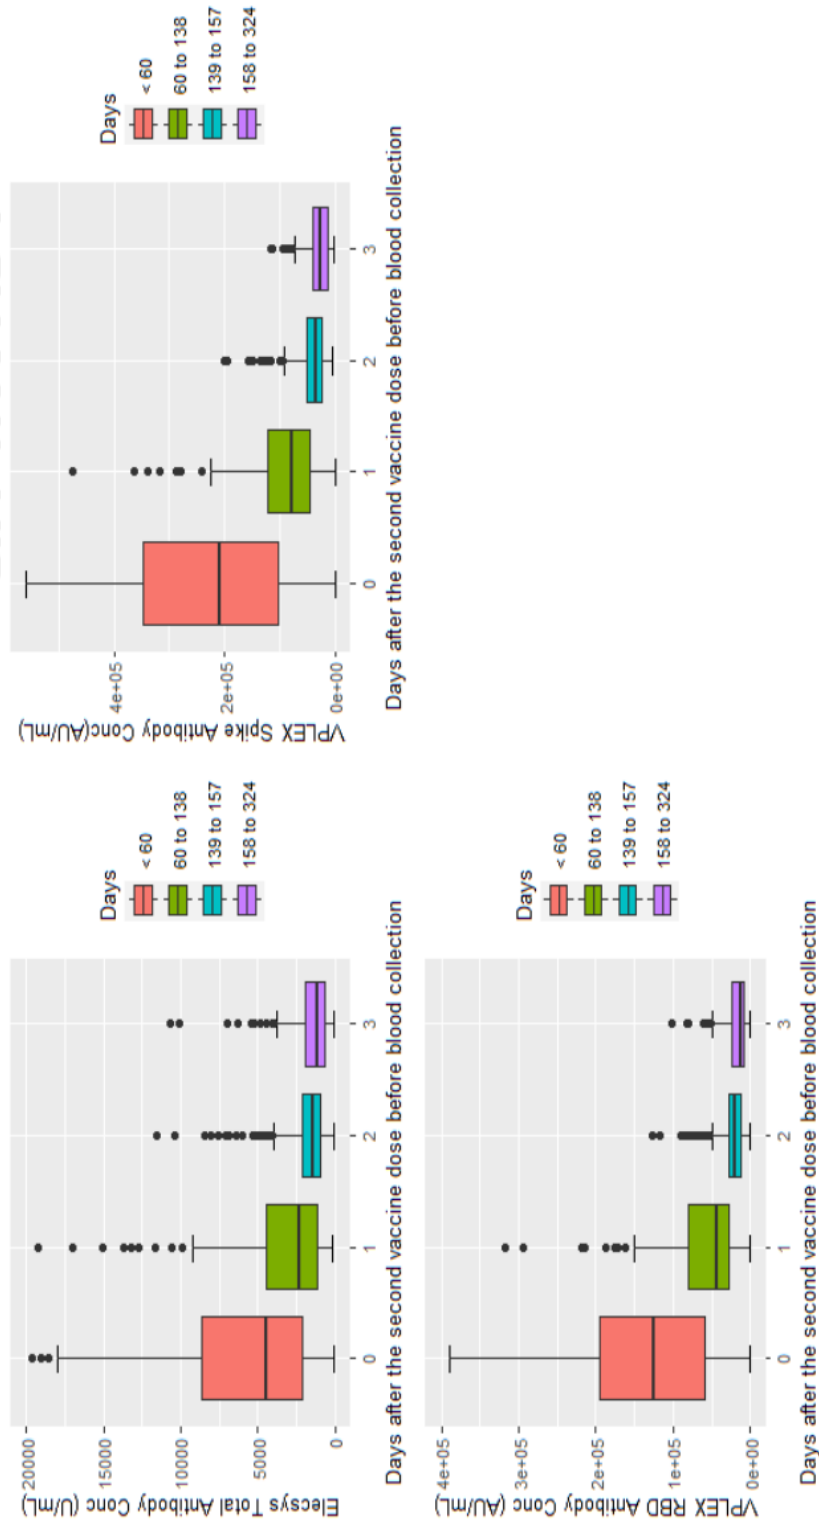 Elecsys Total Antibody Conc (U/mL)
20000
15000
10000
5000
0
0 1 2 3
Days after the second vaccine dose before blood collection
Days
< 60
60 to 138
139 to 157
158 to 324
VPLEX Spike Antibody Conc(AU/mL)
4e+05
2e+05
0e+00
0 1 2 3
Days after the second vaccine dose before blood collection
Days
< 60
60 to 138
139 to 157
158 to 324
VPLEX RBD Antibody Conc (AU/mL)
4e+05
3e+05
2e+05
1e+05
0e+00
0 1 2 3
Days after the second vaccine dose before blood collection
Days
< 60
60 to 138
139 to 157
158 to 324